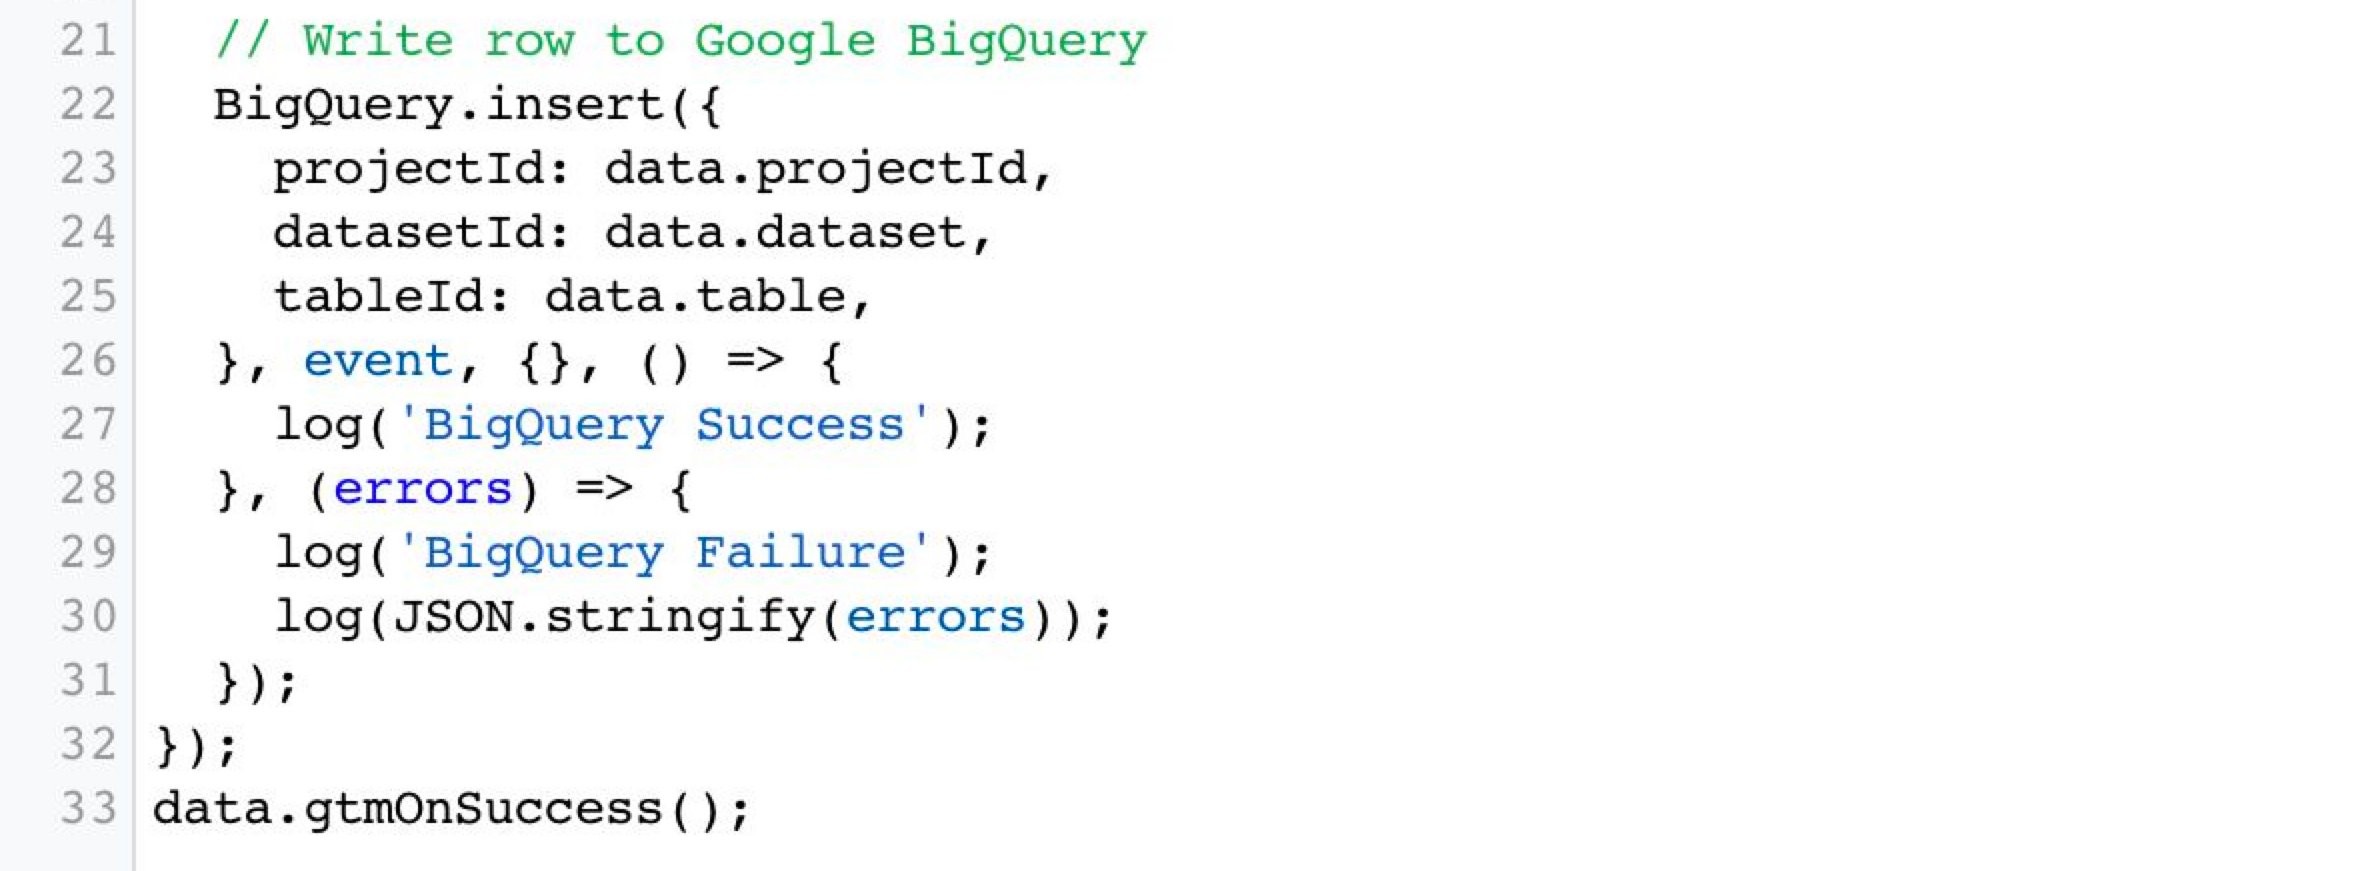 21 // Write row to Google BigQuery
22 BigQuery.insert({
23 projectId: data.projectId,
24 datasetId: data.dataset,
25 tableId: data.table,
26 }, event, {}, () => {
27 log('BigQuery Success');
28 }, (errors) => {
29 log('BigQuery Failure');
30 log(JSON.stringify(errors));
31 });
32 });
33 data.gtmOnSuccess();